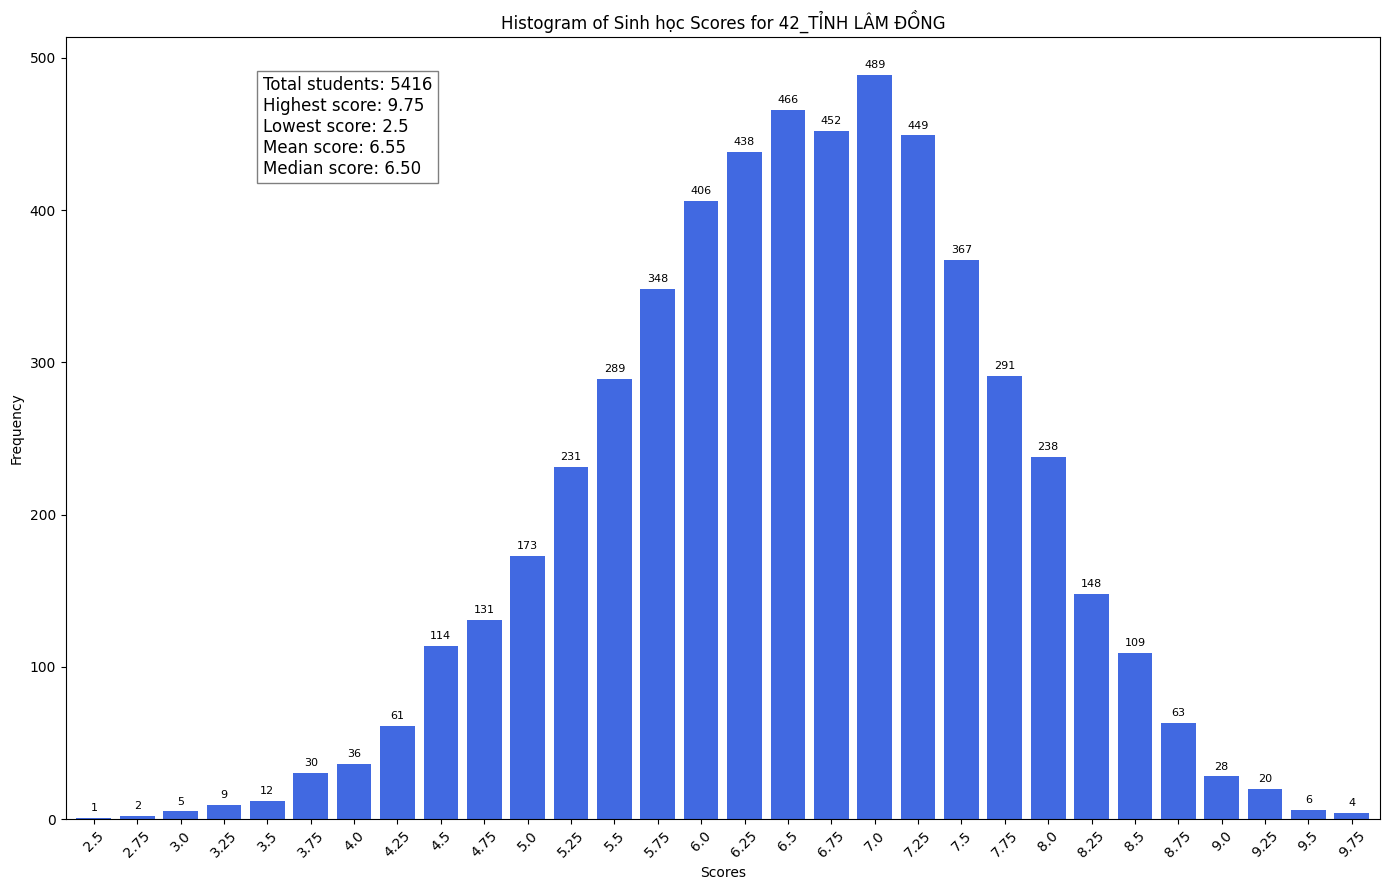 Histogram of Sinh học Scores for 42_TỈNH LÂM ĐỒNG
Total students: 5416
Highest score: 9.75
Lowest score: 2.5
Mean score: 6.55
Median score: 6.50
Frequency
500
400
300
200
100
0
1 2 5 9 12 30 36 61 114 131 173 231 289 348 406 438 466 452 489 449 367 291 238 148 109 63 28 20 6 4
2.5 2.75 3.0 3.25 3.5 3.75 4.0 4.25 4.5 4.75 5.0 5.25 5.5 5.75 6.0 6.25 6.5 6.75 7.0 7.25 7.5 7.75 8.0 8.25 8.5 8.75 9.0 9.25 9.5 9.75
Scores